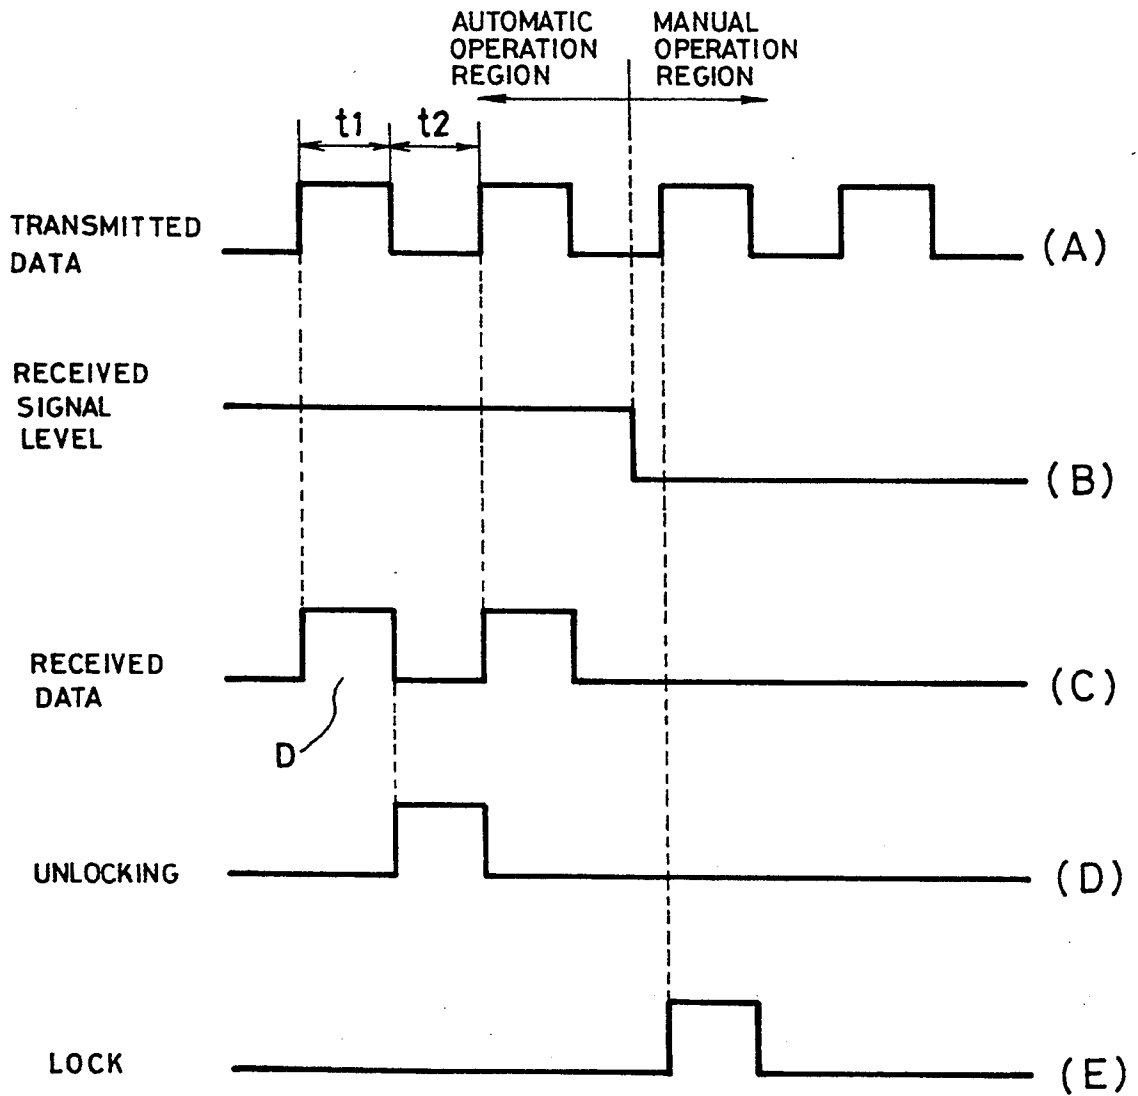 AUTOMATIC
OPERATION
REGION
MANUAL
OPERATION
REGION
t1
t2
TRANSMITTED
DATA
(A)
RECEIVED
SIGNAL
LEVEL
(B)
RECEIVED
DATA
(C)
D
UNLOCKING
(D)
LOCK
(E)